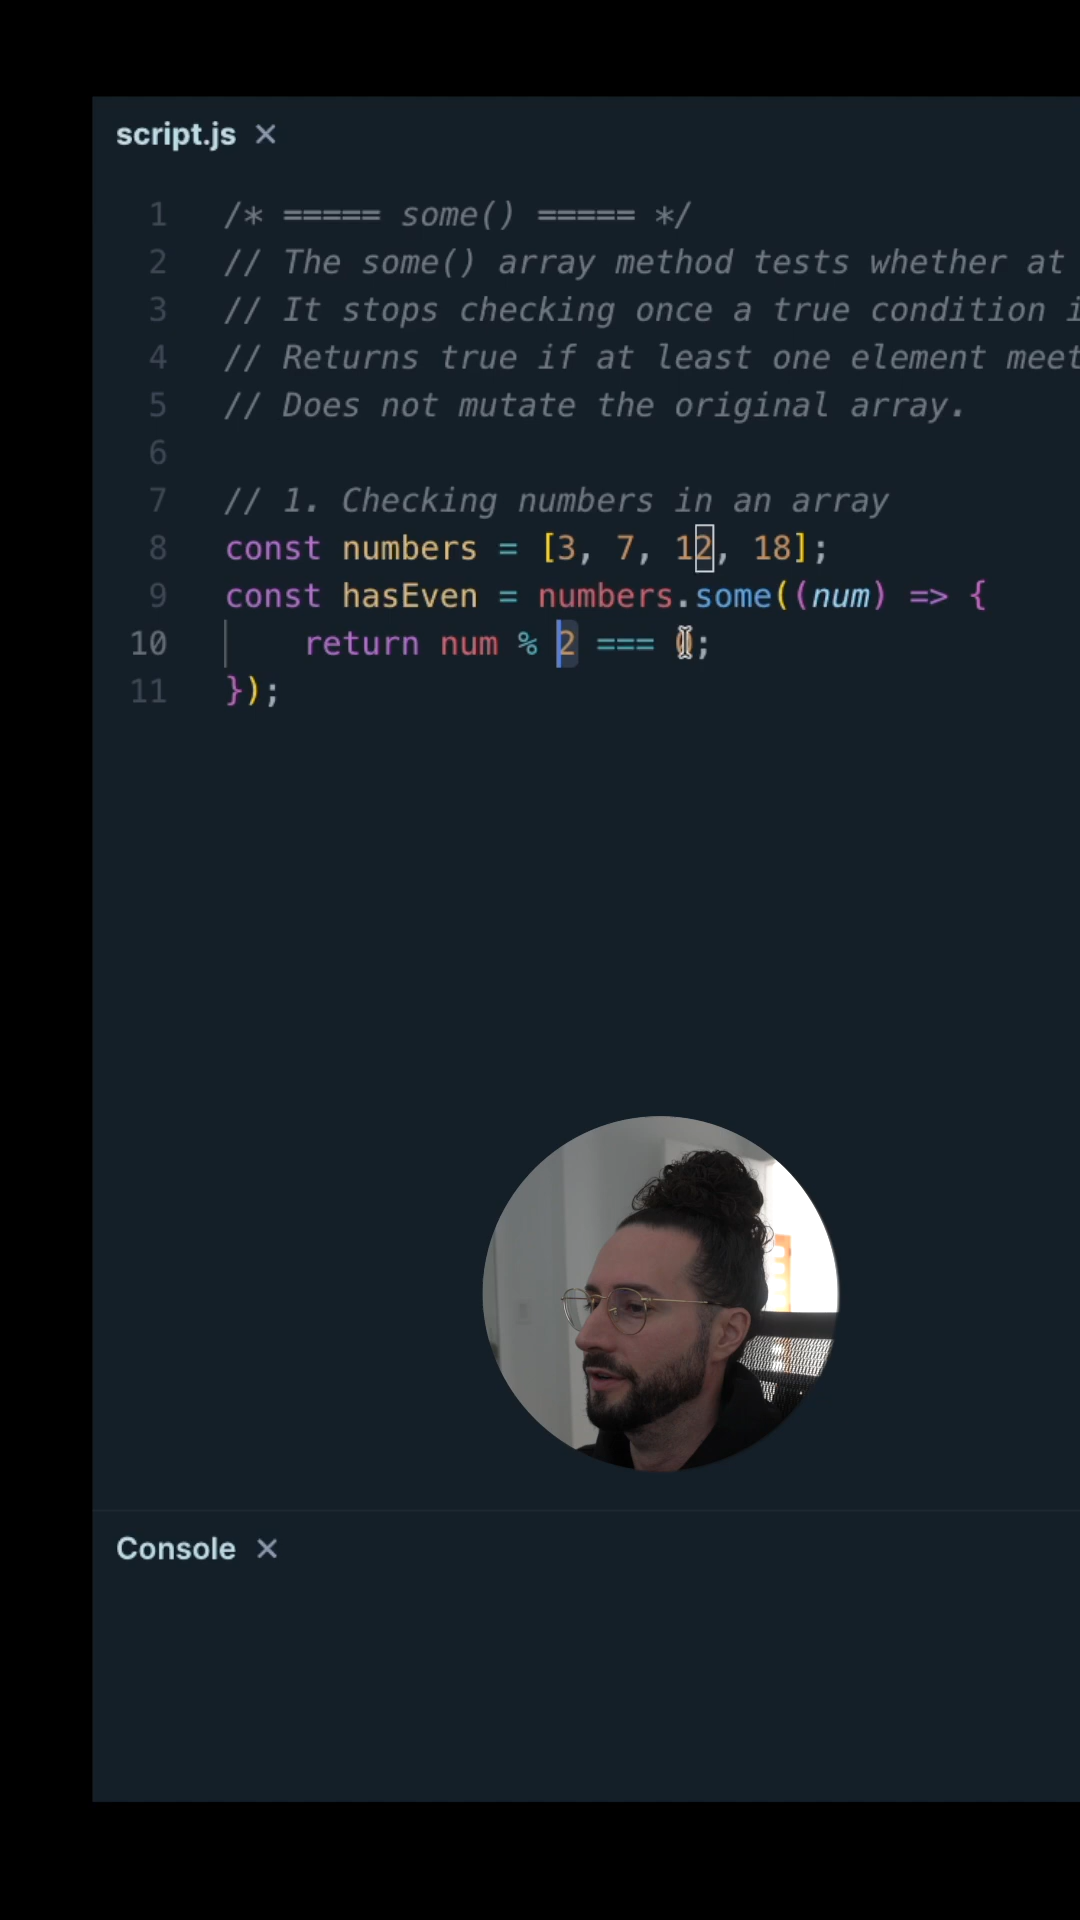 script.js ×
1 /* ===== some() ===== */
2 // The some() array method tests whether at
3 // It stops checking once a true condition
4 // Returns true if at least one element meet
5 // Does not mutate the original array.
6
7 // 1. Checking numbers in an array
8 const numbers = [3, 7, 12, 18];
9 const hasEven = numbers.some((num) => {
10 return num % 2 === 0;
11 });
Console ×